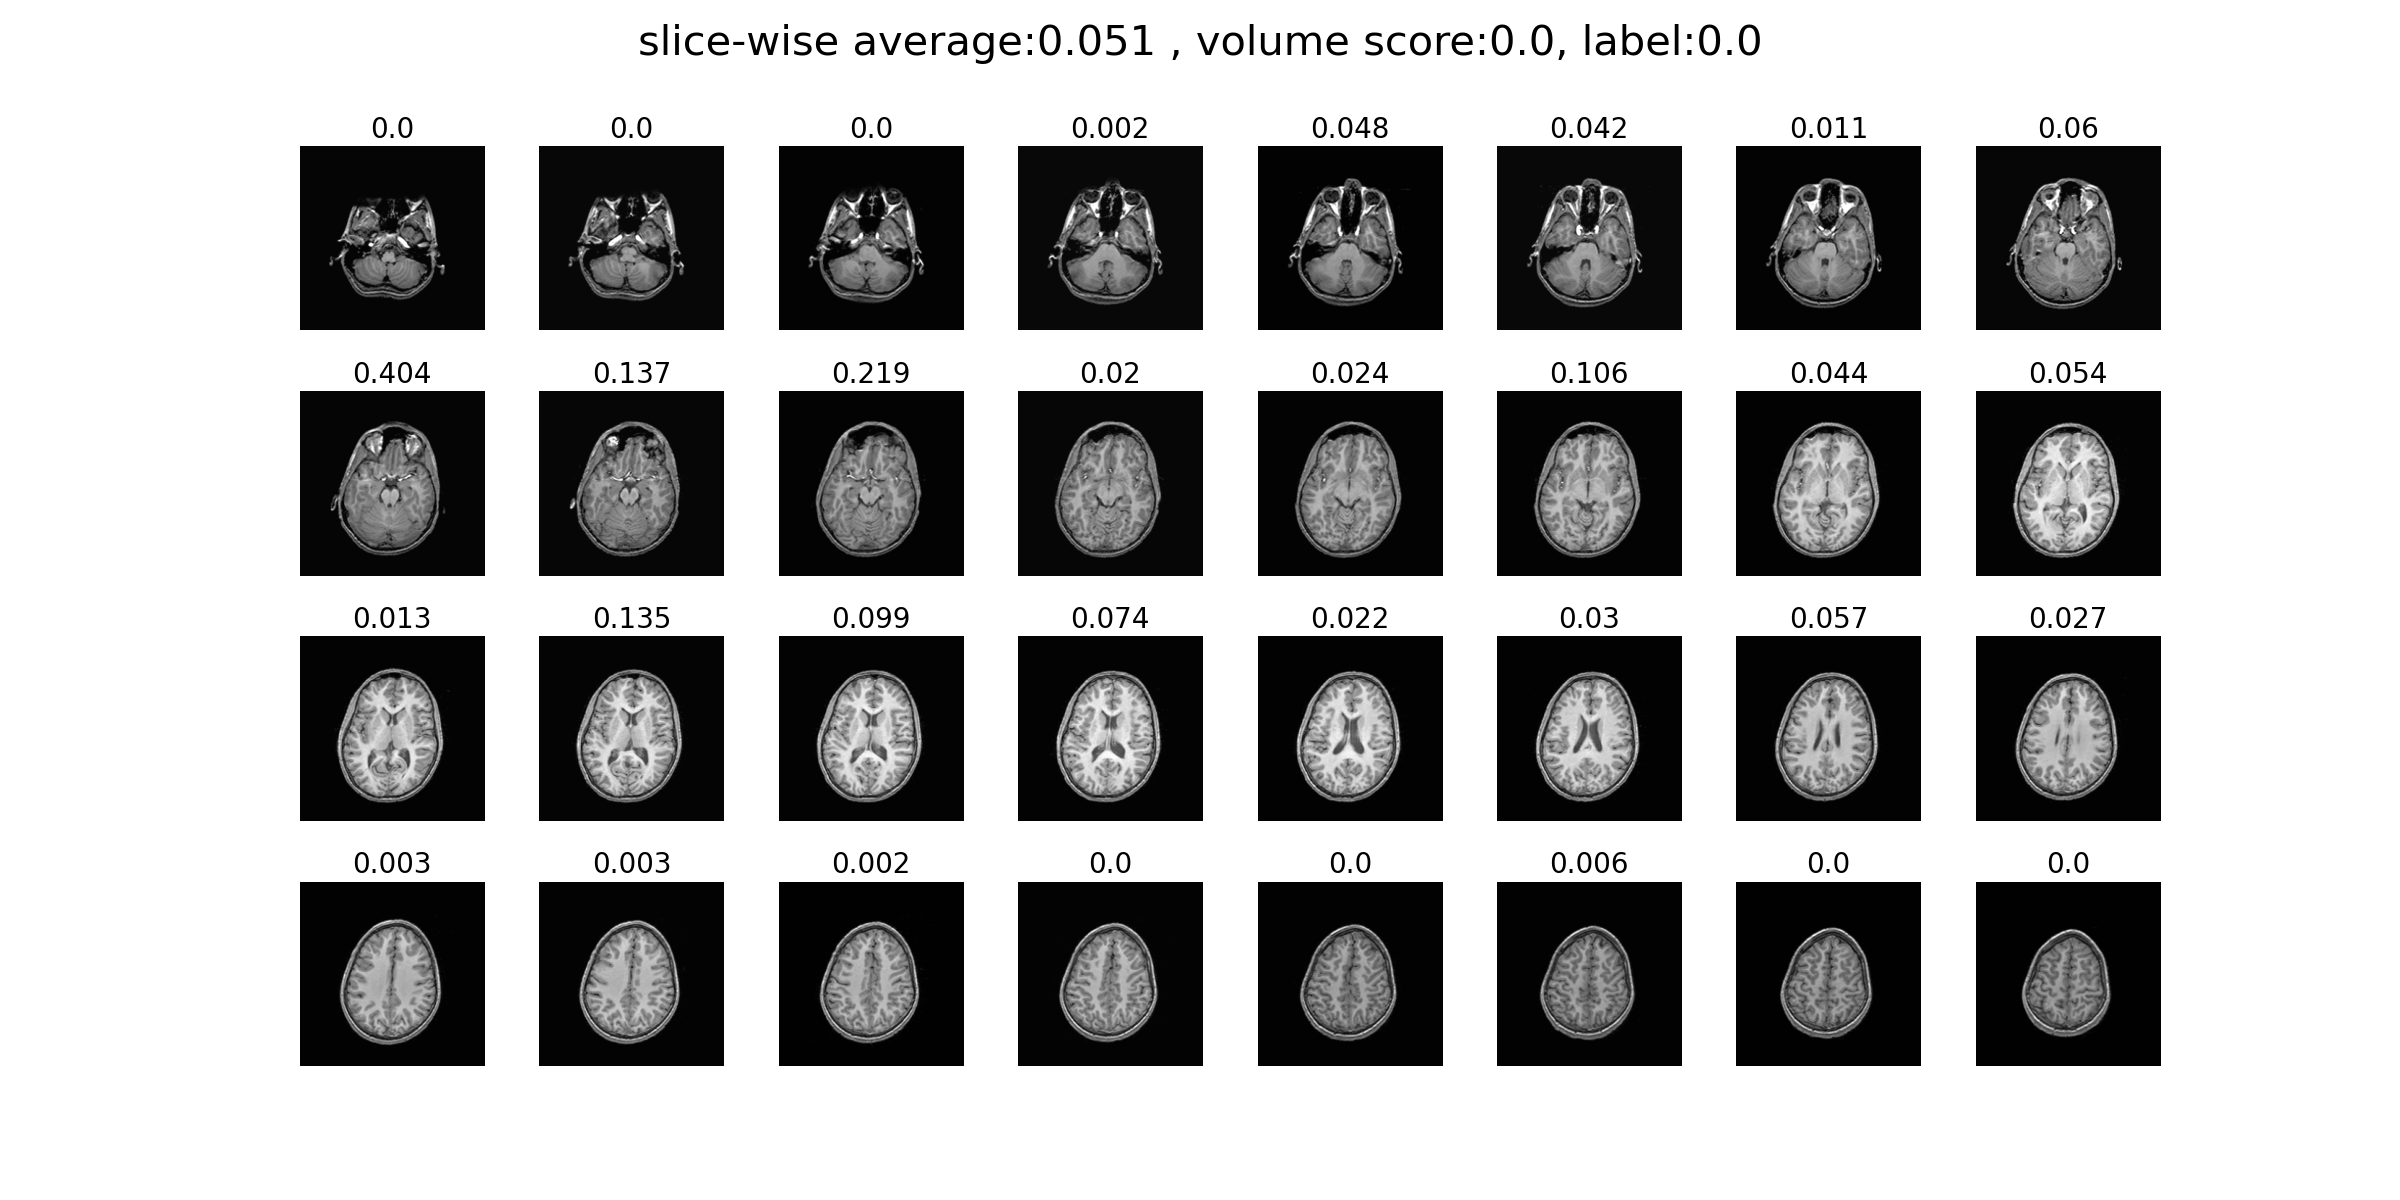 slice-wise average:0.051 , volume score:0.0, label:0.0
0.0 0.0 0.0 0.002 0.048 0.042 0.011 0.06
0.404 0.137 0.219 0.02 0.024 0.106 0.044 0.054
0.013 0.135 0.099 0.074 0.022 0.03 0.057 0.027
0.003 0.003 0.002 0.0 0.0 0.006 0.0 0.0